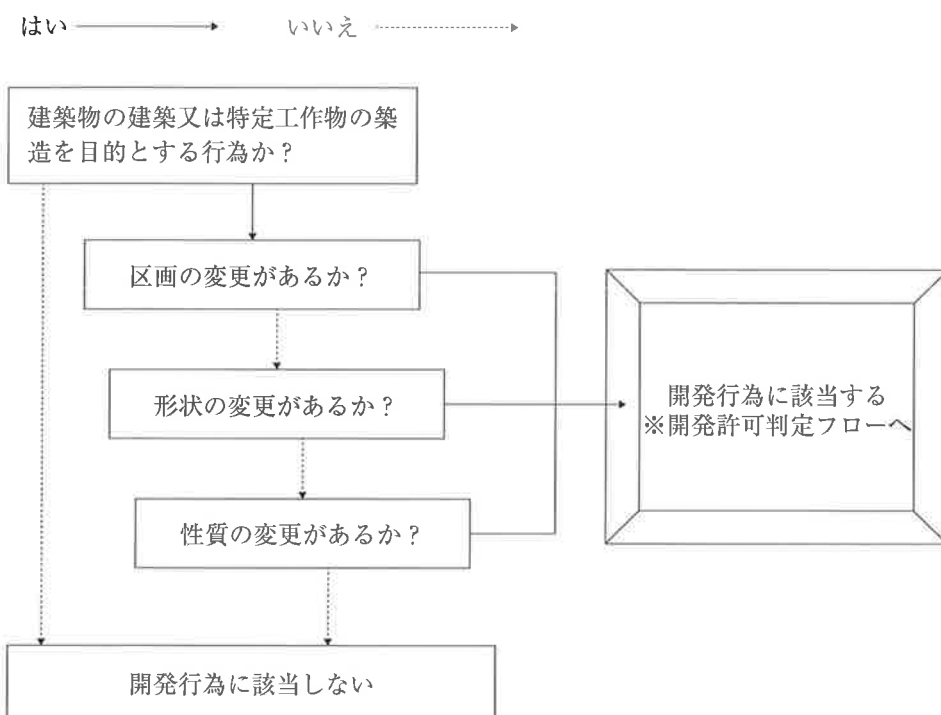 はい
いいえ
建築物の建築又は特定工作物の築
造を目的とする行為か？
区画の変更があるか？
形状の変更があるか？
開発行為に該当する
※開発許可判定フローへ
性質の変更があるか？
開発行為に該当しない